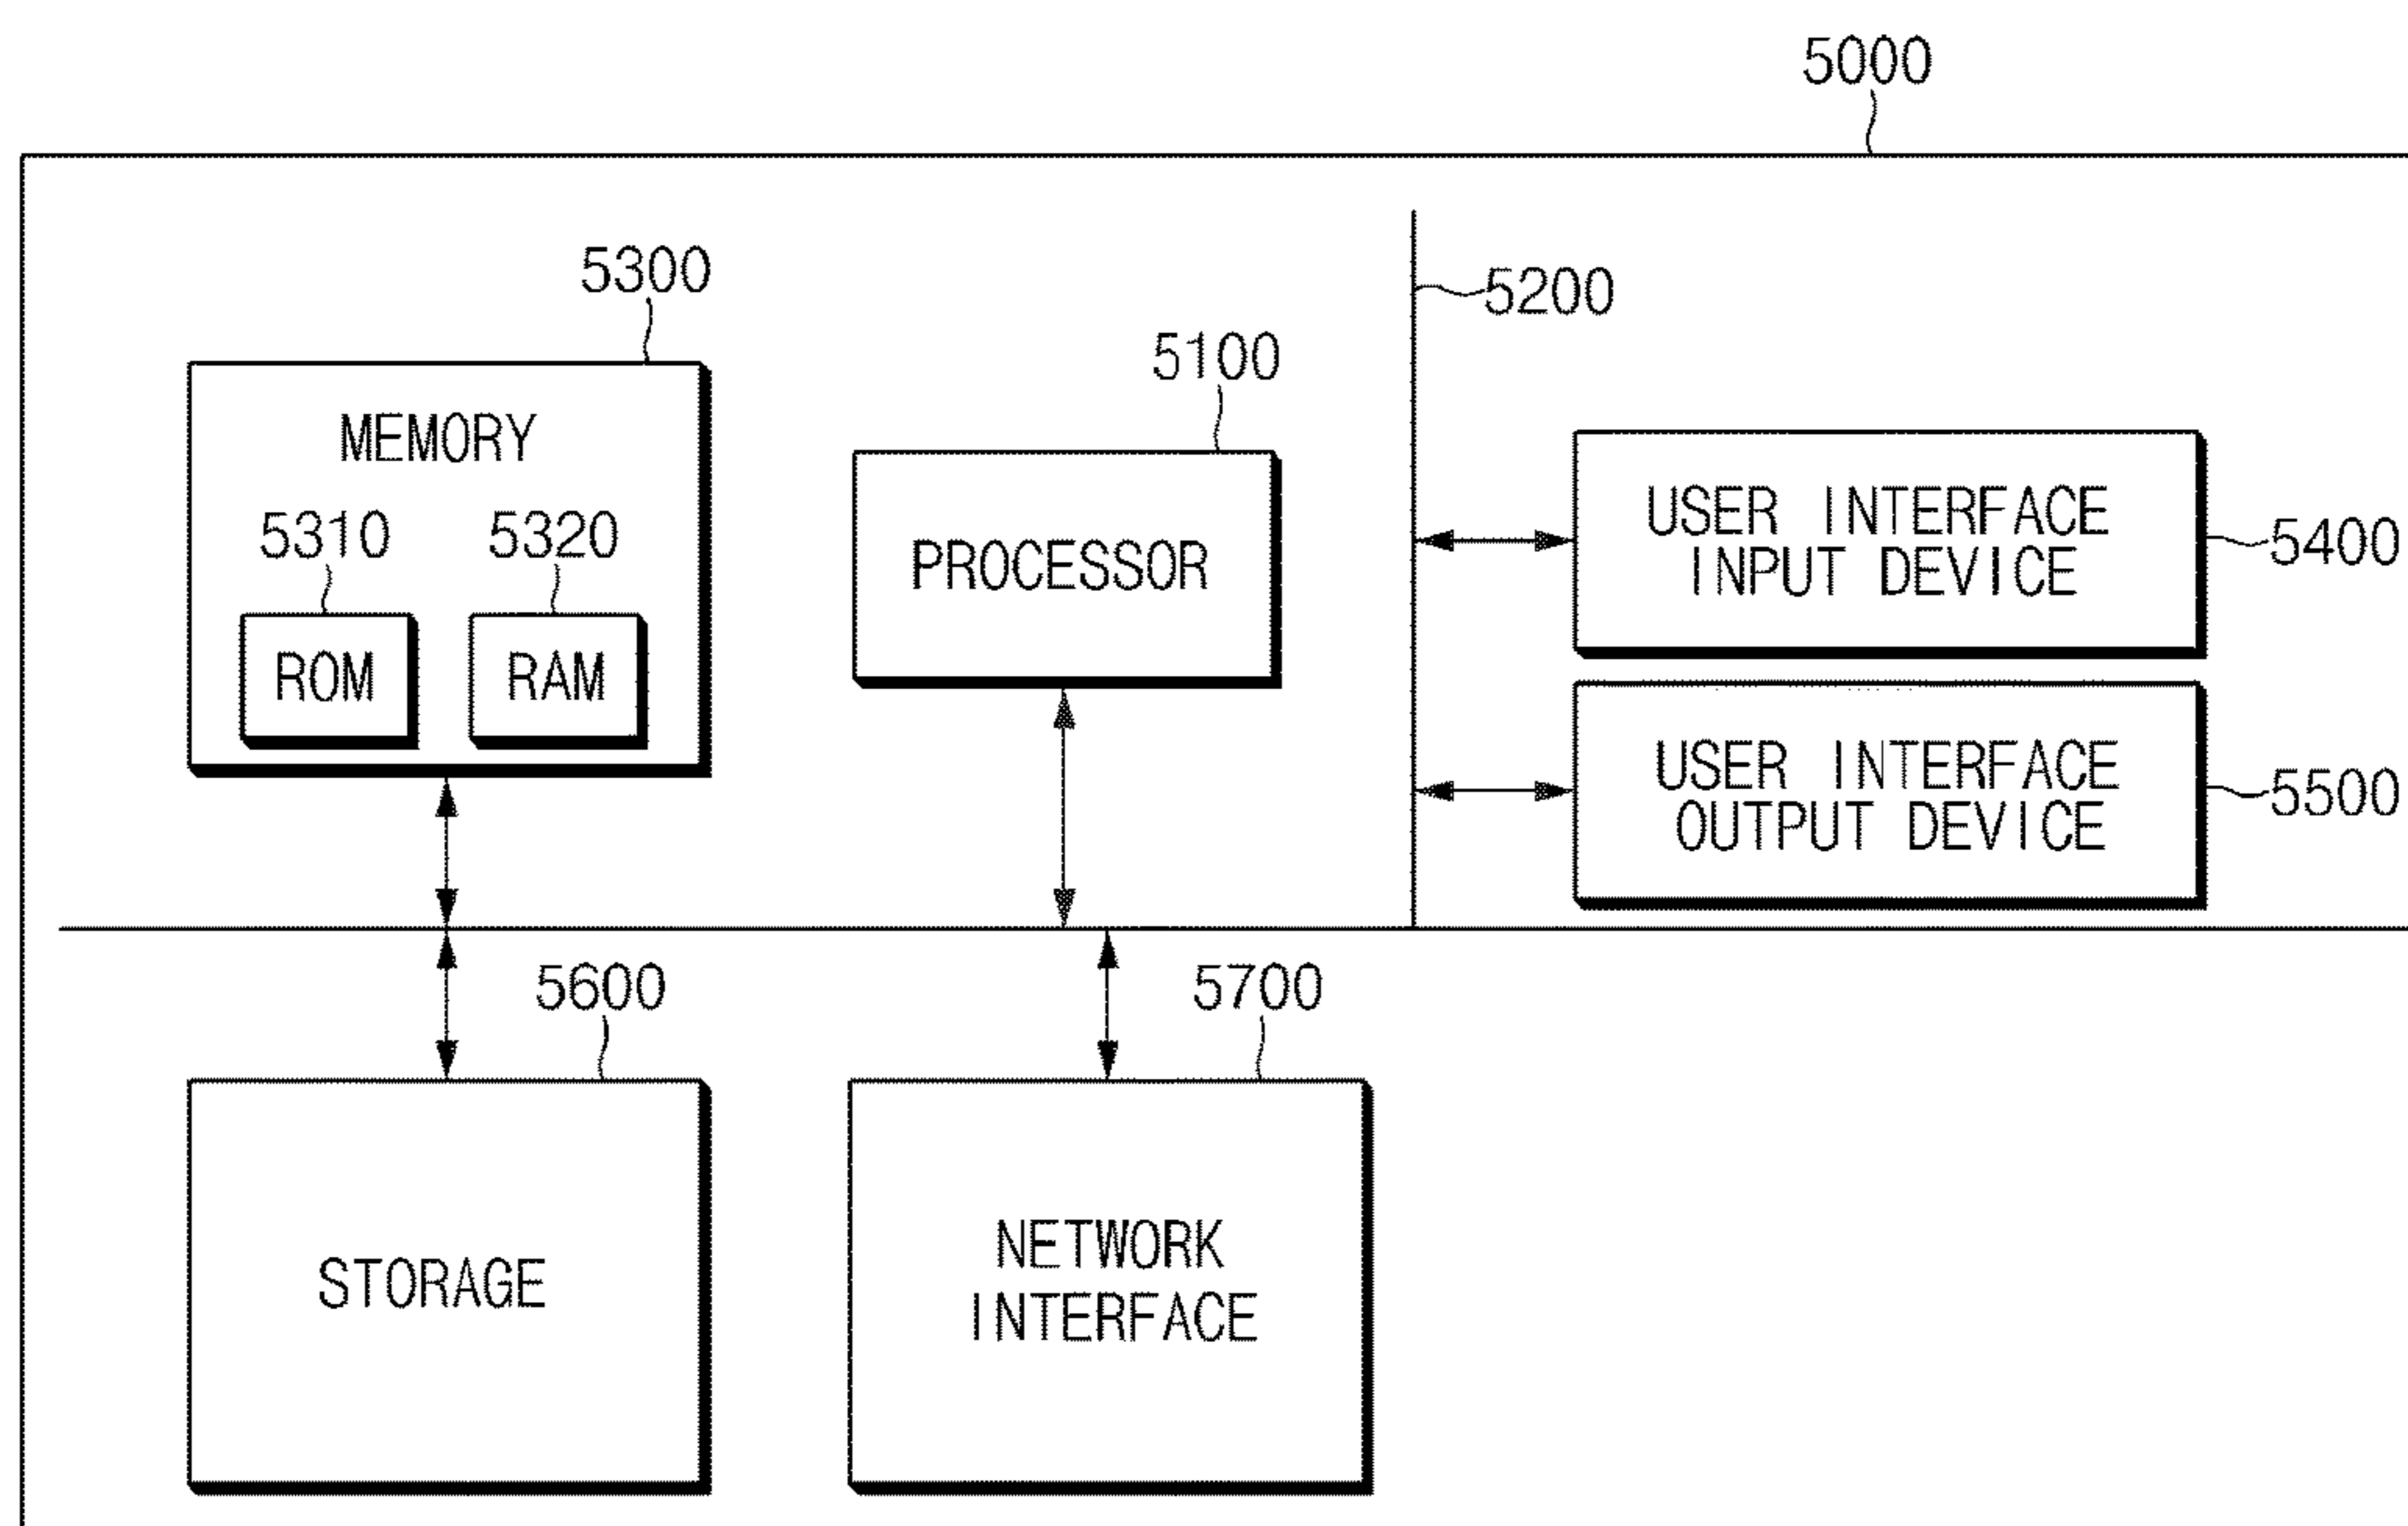 5000
5300
5200
5100
MEMORY
5310
5320
ROM
RAM
PROCESSOR
USER INTERFACE
INPUT DEVICE
5400
USER INTERFACE
OUTPUT DEVICE
5500
5600
5700
STORAGE
NETWORK
INTERFACE